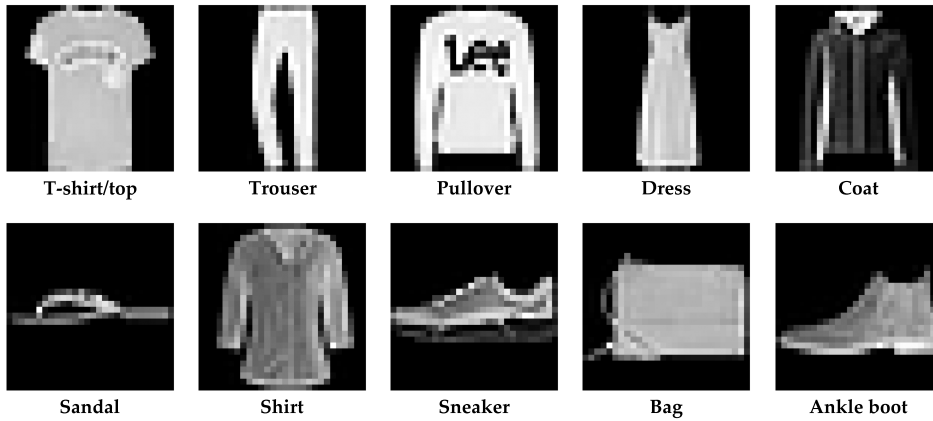 Lee
T-shirt/top
Trouser
Pullover
Dress
Coat
Sandal
Shirt
Sneaker
Bag
Ankle boot